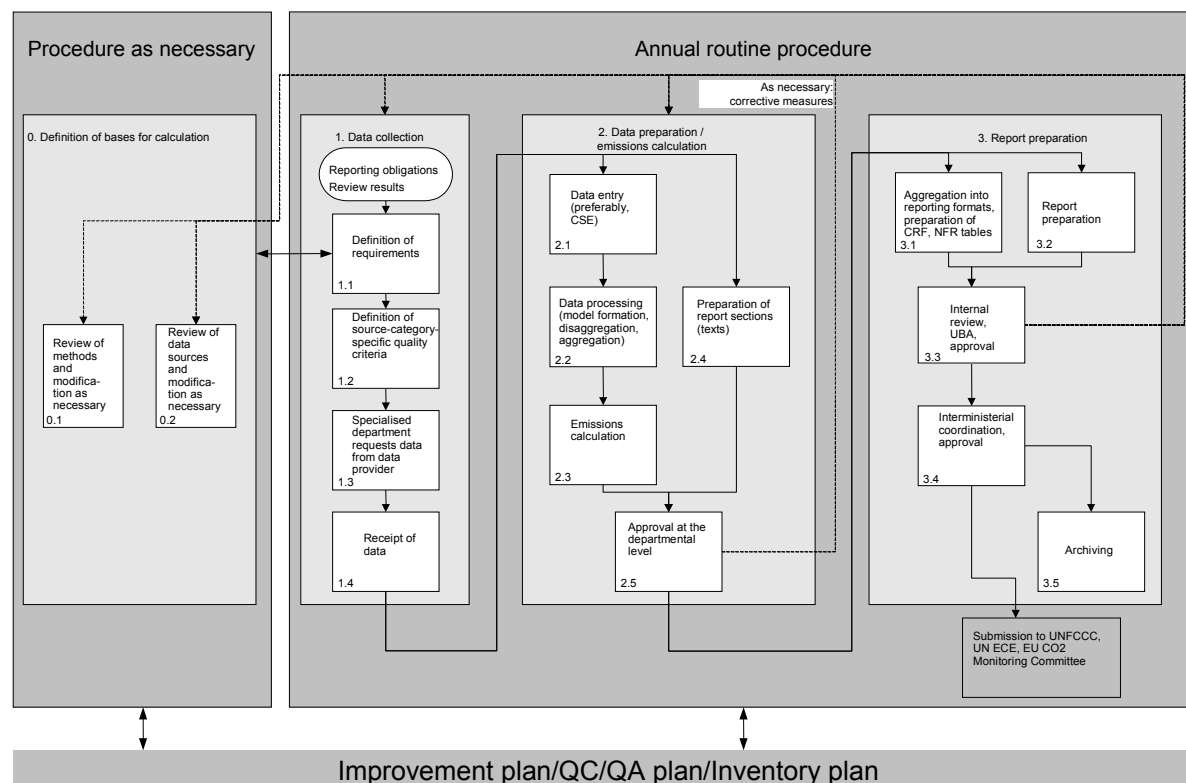 Procedure as necessary
Annual routine procedure
As necessary:
corrective measures
0. Definition of bases for calculation
Review of
methods
and
modifica-
tion as
necessary
0.1
Review of
data
sources
and
modifica-
tion as
necessary
0.2
1. Data collection
Reporting obligations
Review results
Definition of
requirements
1.1
Definition of
source-category-
specific quality
criteria
1.2
Specialised
department
requests data
from data
provider
1.3
Receipt of
data
1.4
2. Data preparation /
emissions calculation
Data entry
(preferably,
CSE)
2.1
Data processing
(model formation,
disaggregation,
aggregation)
2.2
Preparation of
report sections
(texts)
2.4
Emissions
calculation
2.3
Approval at the
departmental
level
2.5
3. Report preparation
Aggregation into
reporting formats,
preparation of
CRF, NFR tables
3.1
Report
preparation
3.2
Internal
review,
UBA,
approval
3.3
Interministerial
coordination,
approval
3.4
Archiving
3.5
Submission to UNFCCC,
UN ECE, EU CO2
Monitoring Committee
Improvement plan/QC/QA plan/Inventory plan